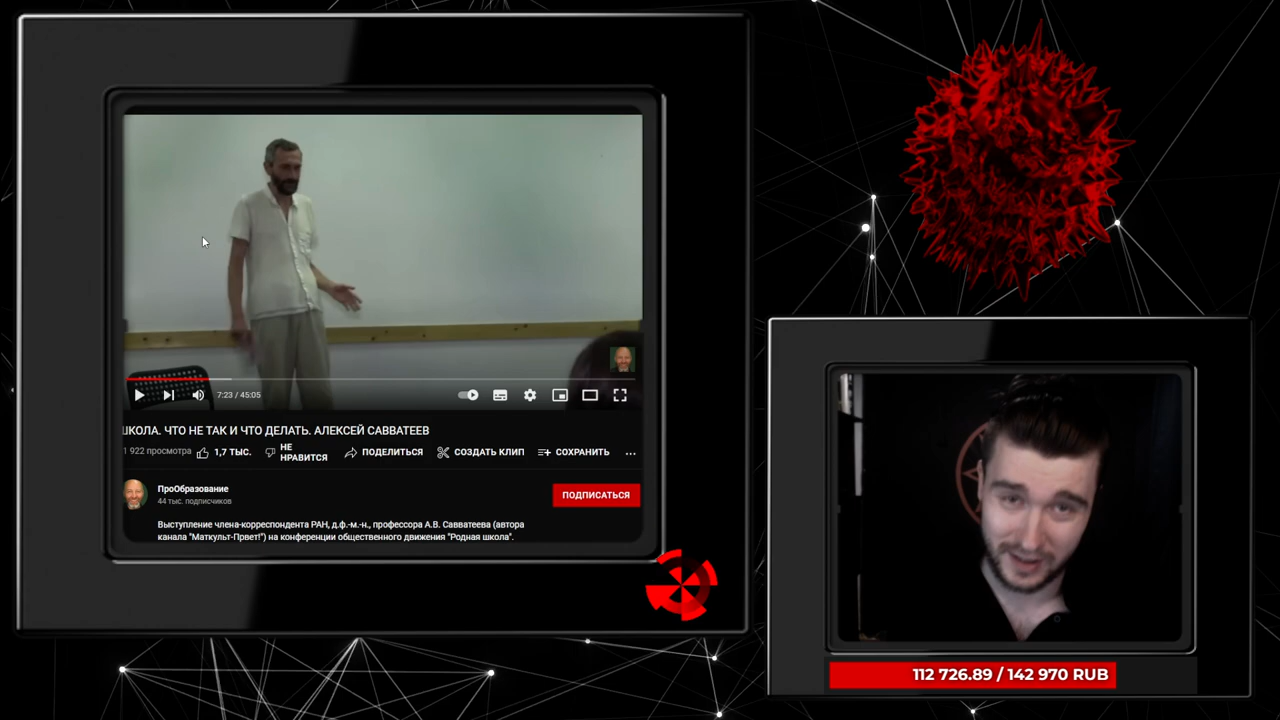 7:23 / 45:05
ШКОЛА. ЧТО НЕ ТАК И ЧТО ДЕЛАТЬ. АЛЕКСЕЙ САВВАТЕЕВ
1 922 просмотра
1,7 ТЫС.
НЕ НРАВИТСЯ
ПОДЕЛИТЬСЯ
СОЗДАТЬ КЛИП
СОХРАНИТЬ
ПроОбразование
44 тыс. подписчиков
ПОДПИСАТЬСЯ
Выступление члена-корреспондента РАН, д.ф.-м.-н., профессора А.В. Савватеева (автора
канала "Маткульт-Првет!") на конференции общественного движения "Родная школа".
112 726.89 / 142 970 RUB